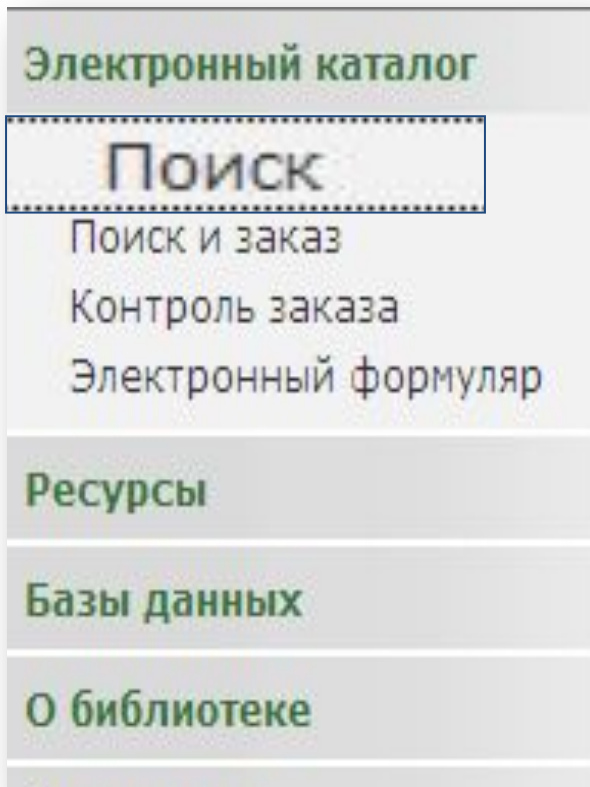 Электронный каталог
Поиск
Поиск и заказ
Контроль заказа
Электронный формуляр
Ресурсы
Базы данных
О библиотеке